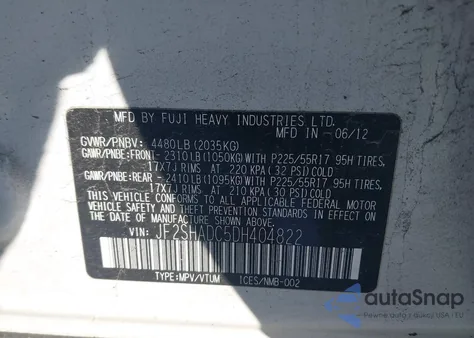 MFD BY FUJI HEAVY INDUSTRIES LTD.
MFD IN JAPAN - 06/12
GVWR/PNBV: 4480LB (2035KG)
GAWR/PNBE:FRONT- 2310LB(1050KG)WITH P225/55R17 95H TIRES,
17X7J RIMS AT 220 KPA (32 PSI)COLD
GAWR/PNBE:REAR -2410LB(1095KG)WITH P225/55R17 95H TIRES,
17X7J RIMS AT 210 KPA(30 PSI)COLD
THIS VEHICLE CONFORMS TO ALL APPLICABLE FEDERAL MOTOR
VEHICLE SAFETY, BUMPER, AND THEFT PREVENTION STANDARDS
IN EFFECT ON THE DATE OF MANUFACTURE SHOWN ABOVE.
VIN: JF2SHADC5DH404822
TYPE:MPV/VTUM ICES/NMB-002
autoSnap